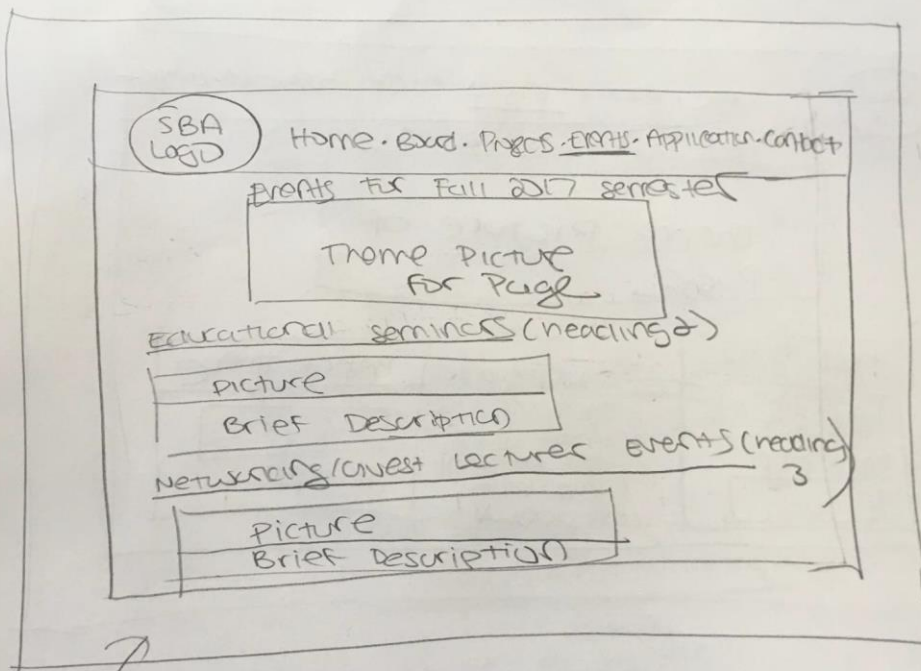 SBA
LOGO
Home · Board · Projects · Events · Application · Contact
Events for Fall 2017 semester
Theme Picture
For Page
Educational seminars (heading 2)
Picture
Brief Description
Networking/Guest Lectures events (heading
3)
Picture
Brief Description